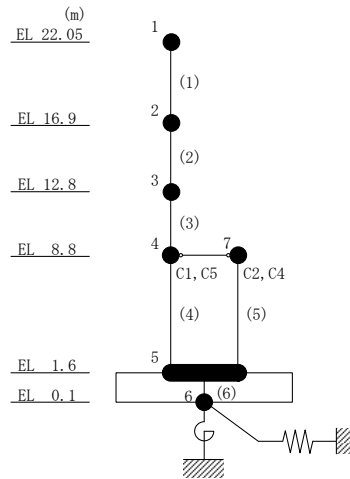 (m)
1
EL 22.05
(1)
2
EL 16.9
(2)
3
EL 12.8
(3)
4
7
EL 8.8
C1,C5
C2,C4
(4)
(5)
5
EL 1.6
(6)
6
EL 0.1